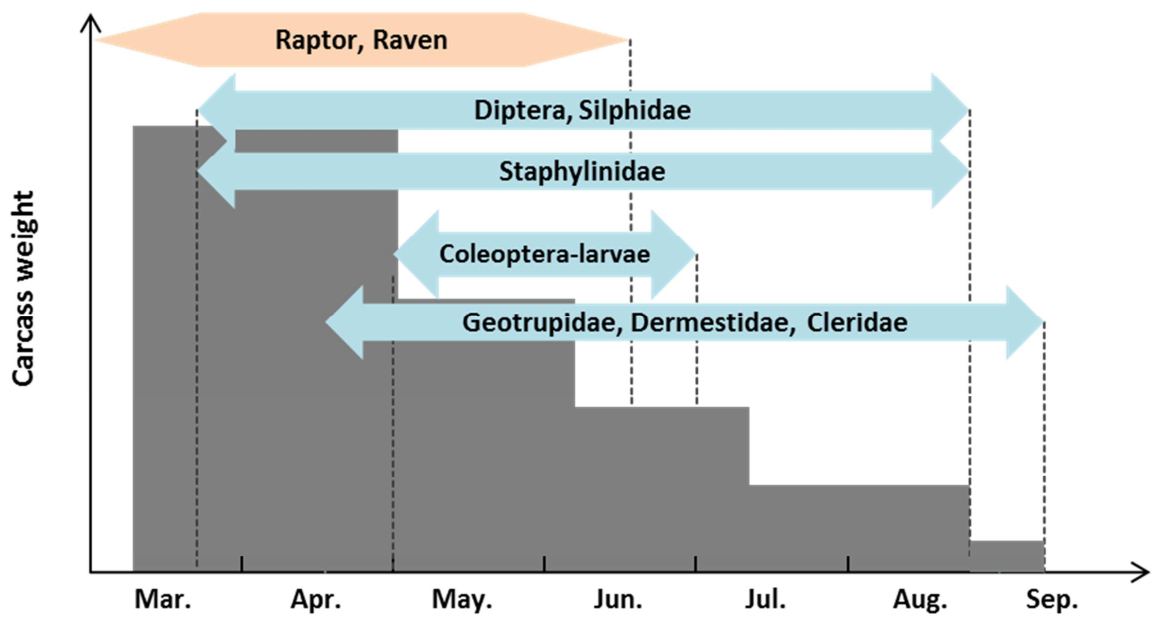 Raptor, Raven
Diptera, Silphidae
Staphylinidae
Coleoptera-larvae
Geotrupidae, Dermestidae, Cleridae
Carcass weight
Mar. Apr. May. Jun. Jul. Aug. Sep.